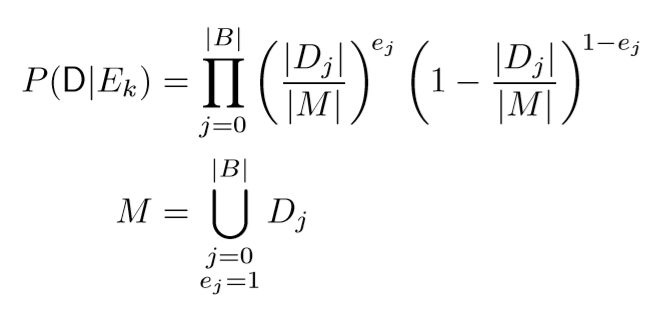 P(D|E_k) = \prod_{j=0}^{|B|} \left( \frac{|D_j|}{|M|} \right)^{e_j} \left( 1 - \frac{|D_j|}{|M|} \right)^{1-e_j}
M = \bigcup_{\substack{j=0 \\ e_j=1}}^{|B|} D_j